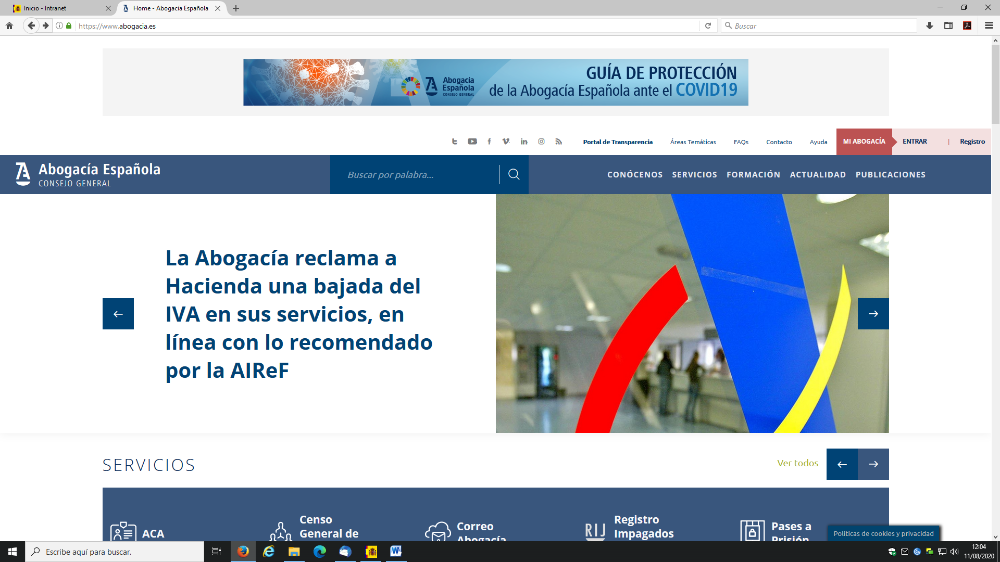 Inicio - Intranet
Home - Abogacía Española
https://www.abogacia.es
Buscar
Abogacía
Española
CONSEJO GENERAL
GUÍA DE PROTECCIÓN
de la Abogacía Española ante el COVID19
Portal de Transparencia
Áreas Temáticas
FAQs
Contacto
Ayuda
MI ABOGACÍA
ENTRAR
|
Registro
Abogacía Española
CONSEJO GENERAL
Buscar por palabra...
CONÓCENOS
SERVICIOS
FORMACIÓN
ACTUALIDAD
PUBLICACIONES
La Abogacía reclama a
Hacienda una bajada del
IVA en sus servicios, en
línea con lo recomendado
por la AIReF
SERVICIOS
Ver todos
ACA
Censo
General de
Correo
Abogacía
RIJ
Registro
Impagados
Pases a
Prisión
Políticas de cookies y privacidad
Escribe aquí para buscar.
12:04
11/08/2020